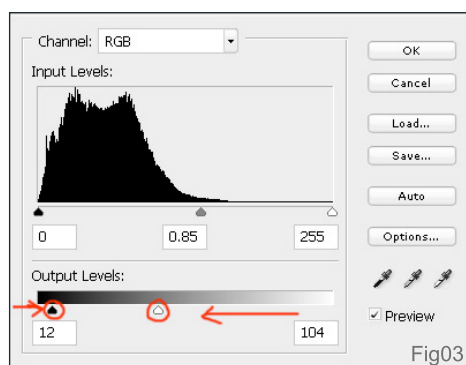 Channel: RGB
Input Levels:
0 0.85 255
Output Levels:
12 104
OK
Cancel
Load...
Save...
Auto
Options...
Preview
Fig03